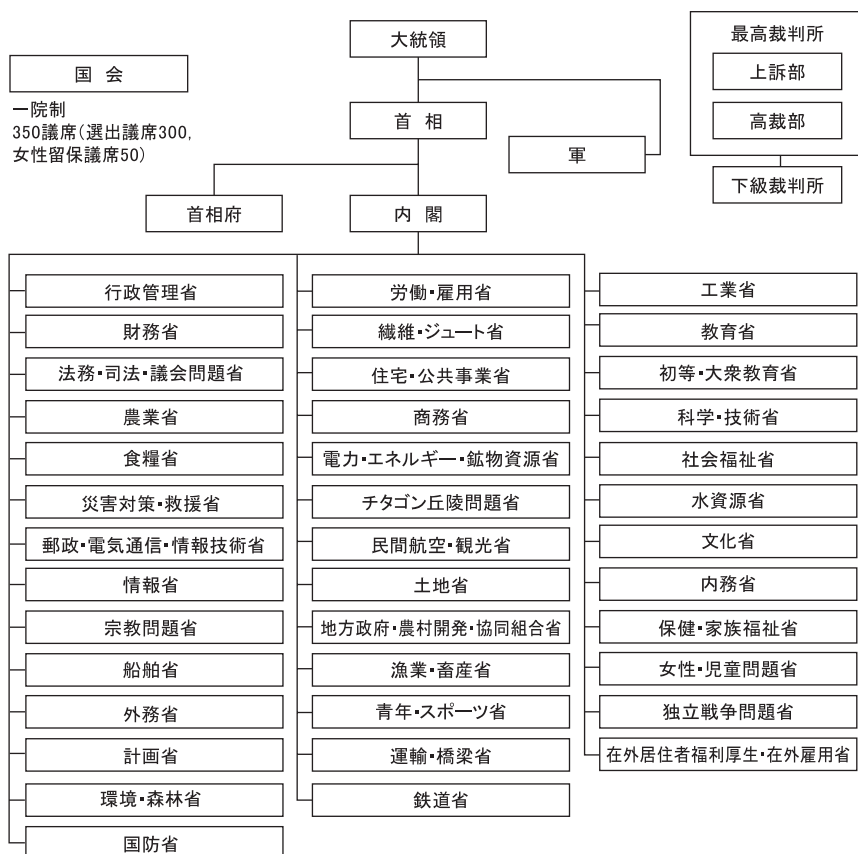 大統領
国 会
一院制
350議席(選出議席300,
女性留保議席50)
首 相
軍
最高裁判所
上訴部
高裁部
下級裁判所
首相府
内 閣
行政管理省
財務省
法務・司法・議会問題省
農業省
食糧省
災害対策・救援省
郵政・電気通信・情報技術省
情報省
宗教問題省
船舶省
外務省
計画省
環境・森林省
国防省
労働・雇用省
繊維・ジュート省
住宅・公共事業省
商務省
電力・エネルギー・鉱物資源省
チタゴン丘陵問題省
民間航空・観光省
土地省
地方政府・農村開発・協同組合省
漁業・畜産省
青年・スポーツ省
運輸・橋梁省
鉄道省
工業省
教育省
初等・大衆教育省
科学・技術省
社会福祉省
水資源省
文化省
内務省
保健・家族福祉省
女性・児童問題省
独立戦争問題省
在外居住者福利厚生・在外雇用省